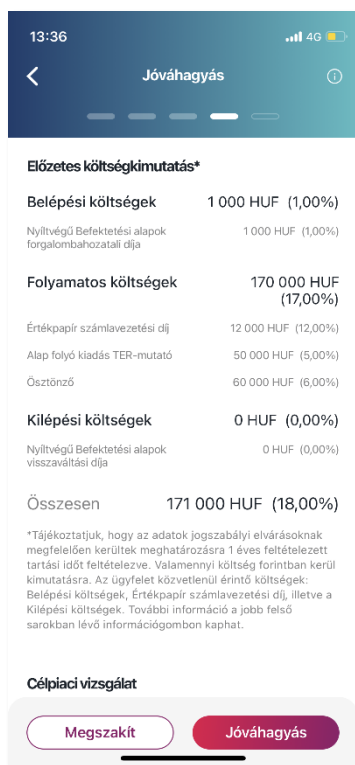 13:36
4G
Jóváhagyás
Előzetes költségkimutatás*
Belépési költségek 1 000 HUF (1,00%)
Nyíltvégű Befektetési alapok 1 000 HUF (1,00%)
forgalombahozatali díja
Folyamatos költségek 170 000 HUF
(17,00%)
Értékpapír számlavezetési díj 12 000 HUF (12,00%)
Alap folyó kiadás TER-mutató 50 000 HUF (5,00%)
Ösztönző 60 000 HUF (6,00%)
Kilépési költségek 0 HUF (0,00%)
Nyíltvégű Befektetési alapok 0 HUF (0,00%)
visszaváltási díja
Összesen 171 000 HUF (18,00%)
*Tájékoztatjuk, hogy az adatok jogszabályi elvárásoknak
megfelelően kerültek meghatározásra 1 éves feltételezett
tartási időt feltételezve. Valamennyi költség forintban kerül
kimutatásra. Az ügyfelet közvetlenül érintő költségek:
Belépési költségek, Értékpapír számlavezetési díj, illetve a
Kilépési költségek. További információ a jobb felső
sarokban lévő információgombon kaphat.
Célpiaci vizsgálat
Megszakít
Jóváhagyás